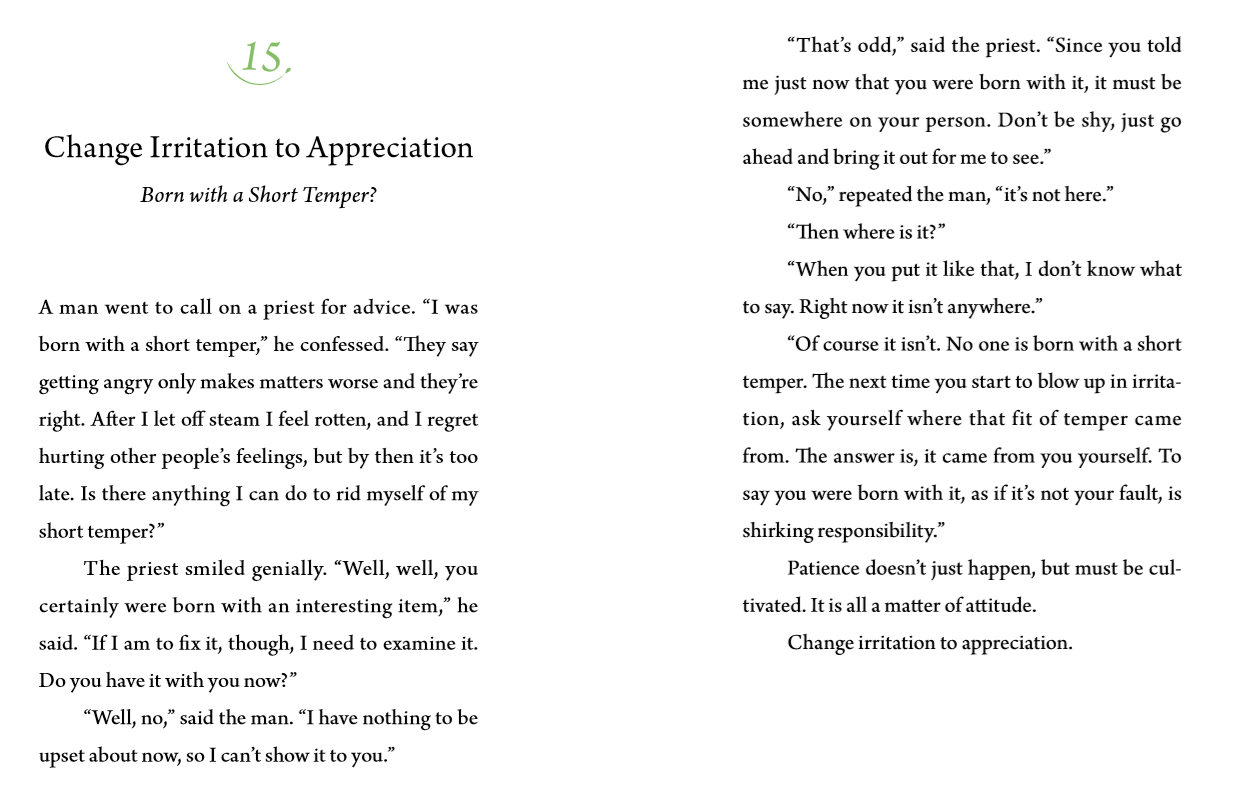 15.
Change Irritation to Appreciation
Born with a Short Temper?
A man went to call on a priest for advice. “I was
born with a short temper,” he confessed. “They say
getting angry only makes matters worse and they’re
right. After I let off steam I feel rotten, and I regret
hurting other people’s feelings, but by then it’s too
late. Is there anything I can do to rid myself of my
short temper?”
The priest smiled genially. “Well, well, you
certainly were born with an interesting item,” he
said. “If I am to fix it, though, I need to examine it.
Do you have it with you now?”
“Well, no,” said the man. “I have nothing to be
upset about now, so I can’t show it to you.”
“That’s odd,” said the priest. “Since you told
me just now that you were born with it, it must be
somewhere on your person. Don’t be shy, just go
ahead and bring it out for me to see.”
“No,” repeated the man, “it’s not here.”
“Then where is it?”
“When you put it like that, I don’t know what
to say. Right now it isn’t anywhere.”
“Of course it isn’t. No one is born with a short
temper. The next time you start to blow up in irrita-
tion, ask yourself where that fit of temper came
from. The answer is, it came from you yourself. To
say you were born with it, as if it’s not your fault, is
shirking responsibility.”
Patience doesn’t just happen, but must be cul-
tivated. It is all a matter of attitude.
Change irritation to appreciation.